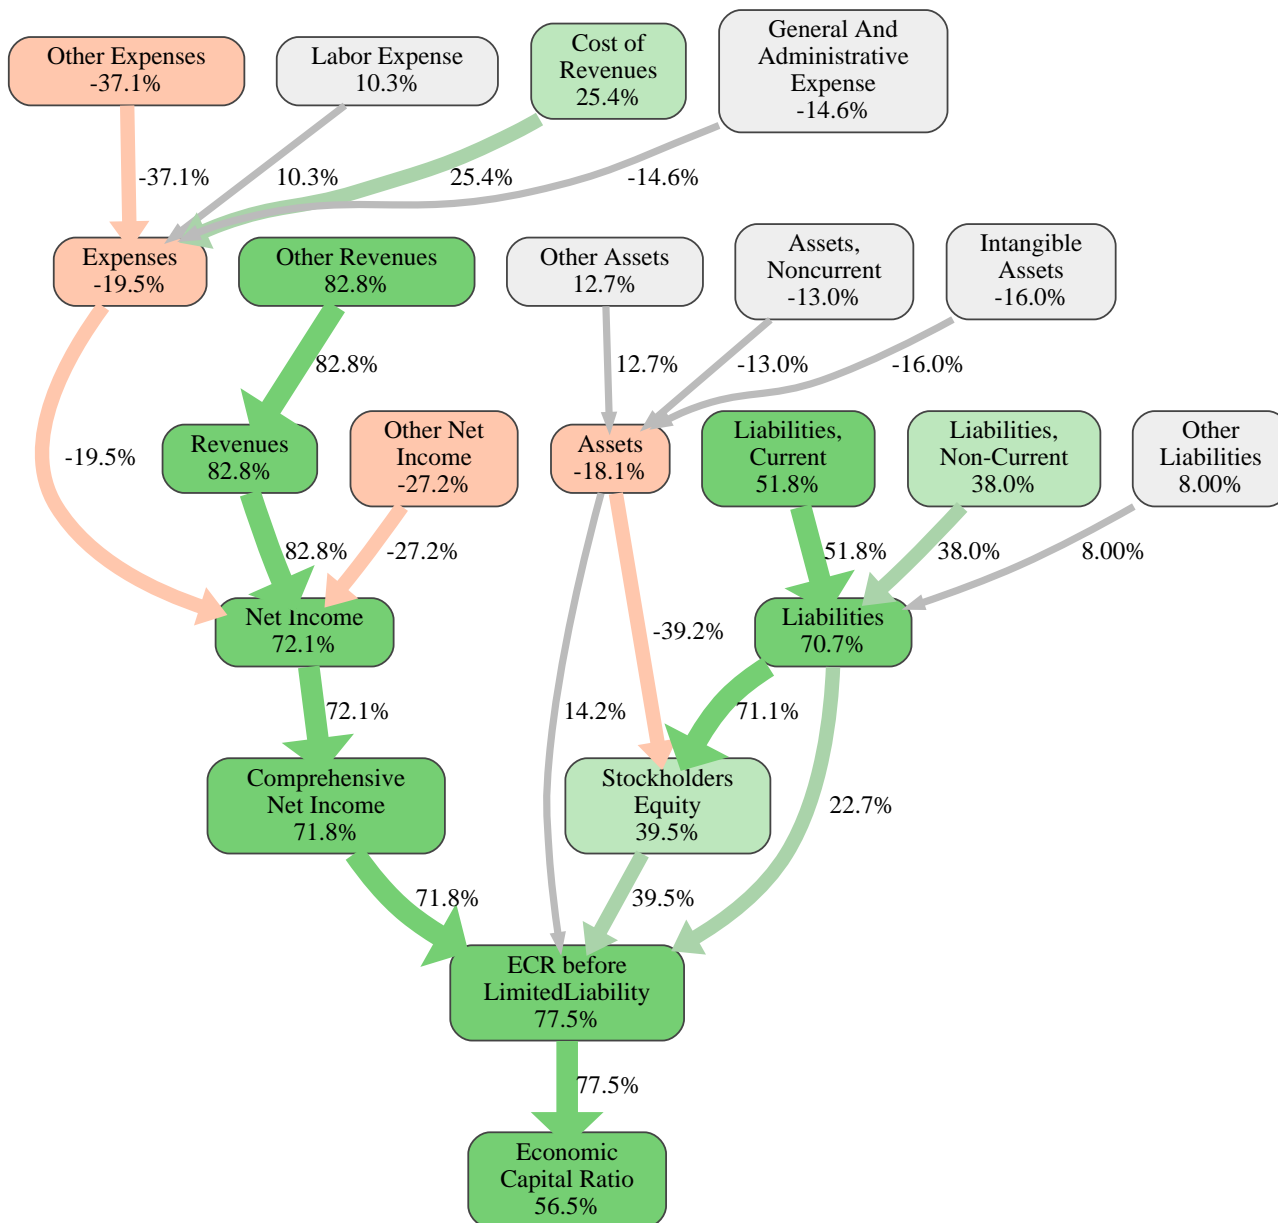 Other Expenses
-37.1%
Labor Expense
10.3%
Cost of
Revenues
25.4%
General And
Administrative
Expense
-14.6%
-37.1%
10.3%
25.4%
-14.6%
Expenses
-19.5%
Other Revenues
82.8%
Other Assets
12.7%
Assets,
Noncurrent
-13.0%
Intangible
Assets
-16.0%
82.8%
12.7%
-13.0%
-16.0%
-19.5%
Revenues
82.8%
Other Net
Income
-27.2%
Assets
-18.1%
Liabilities,
Current
51.8%
Liabilities,
Non-Current
38.0%
Other
Liabilities
8.00%
82.8%
-27.2%
51.8%
38.0%
8.00%
Net Income
72.1%
-39.2%
Liabilities
70.7%
72.1%
14.2%
71.1%
Comprehensive
Net Income
71.8%
Stockholders
Equity
39.5%
22.7%
71.8%
39.5%
ECR before
LimitedLiability
77.5%
77.5%
Economic
Capital Ratio
56.5%